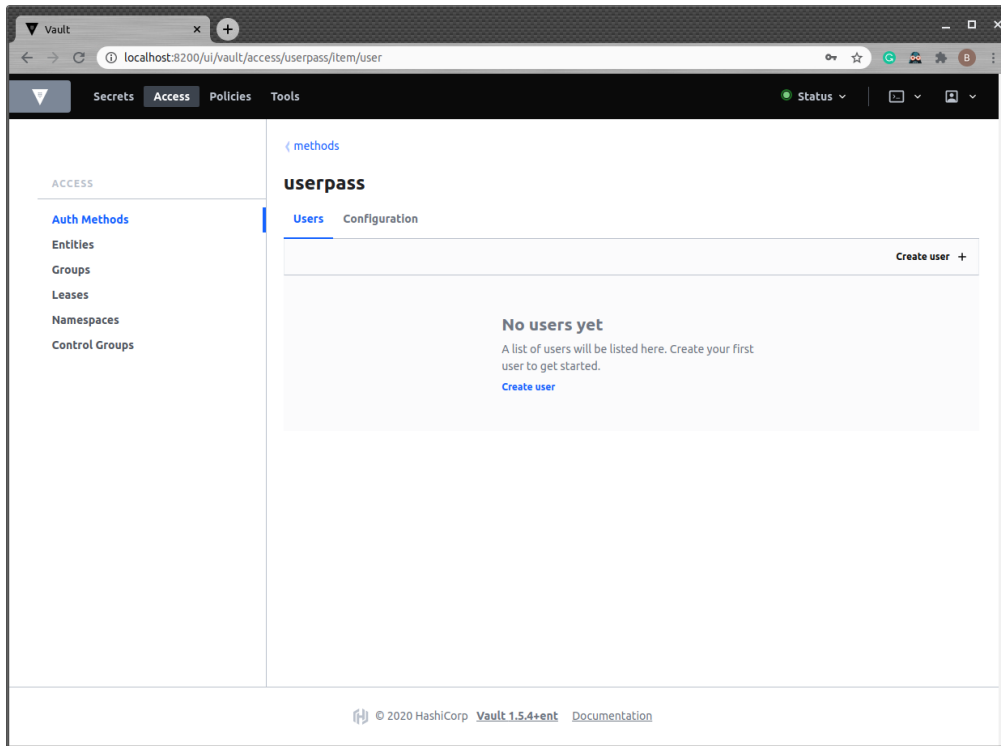 Vault
localhost:8200/ui/vault/access/userpass/item/user
B
Secrets Access Policies Tools Status
methods
ACCESS
userpass
Auth Methods
Users Configuration
Entities
Create user +
Groups
Leases
Namespaces
Control Groups
No users yet
A list of users will be listed here. Create your first
user to get started.
Create user
© 2020 HashiCorp Vault 1.5.4+ent Documentation